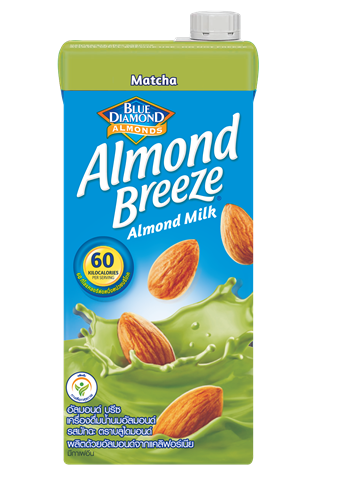 Matcha
BLUE
DIAMOND
ALMONDS
Almond
Breeze
Almond Milk
60
KILOCALORIES
PER SERVING
อัลมอนด์ บรีซ
เครื่องดื่มน้ำนมอัลมอนด์
รสมัทฉะ ตราบลูไดมอนด์
ผลิตด้วยอัลมอนด์จากแคลิฟอร์เนีย
มีกาเฟอีน